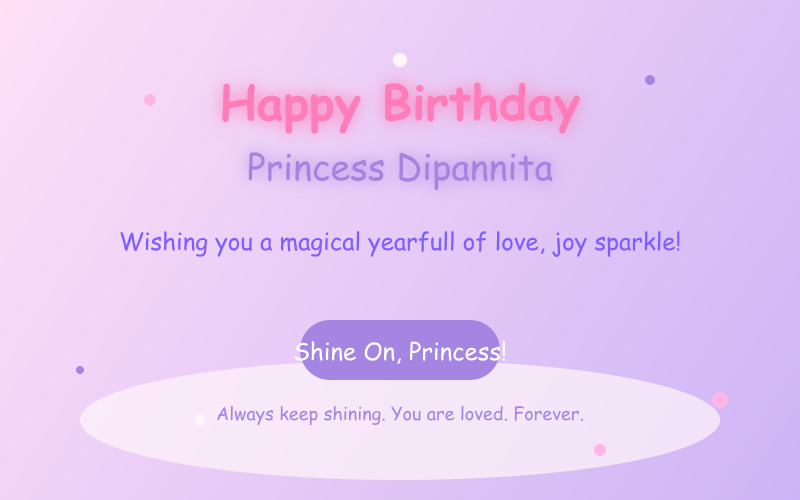 Happy Birthday
Princess Dipannita
Wishing you a magical yearfull of love, joy sparkle!
Shine On, Princess!
Always keep shining. You are loved. Forever.